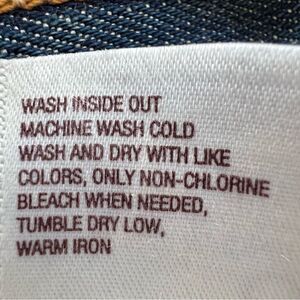 WASH INSIDE OUT
MACHINE WASH COLD
WASH AND DRY WITH LIKE
COLORS, ONLY NON-CHLORINE
BLEACH WHEN NEEDED,
TUMBLE DRY LOW,
WARM IRON